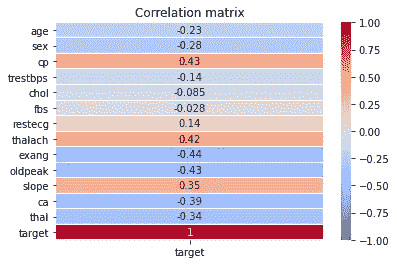 Correlation matrix
age -0.23
sex -0.28
cp 0.43
trestbps -0.14
chol -0.085
fbs -0.028
restecg 0.14
thalach 0.42
exang -0.44
oldpeak -0.43
slope 0.35
ca -0.39
thal -0.34
target 1
target
1.00
0.75
0.50
0.25
0.00
-0.25
-0.50
-0.75
-1.00